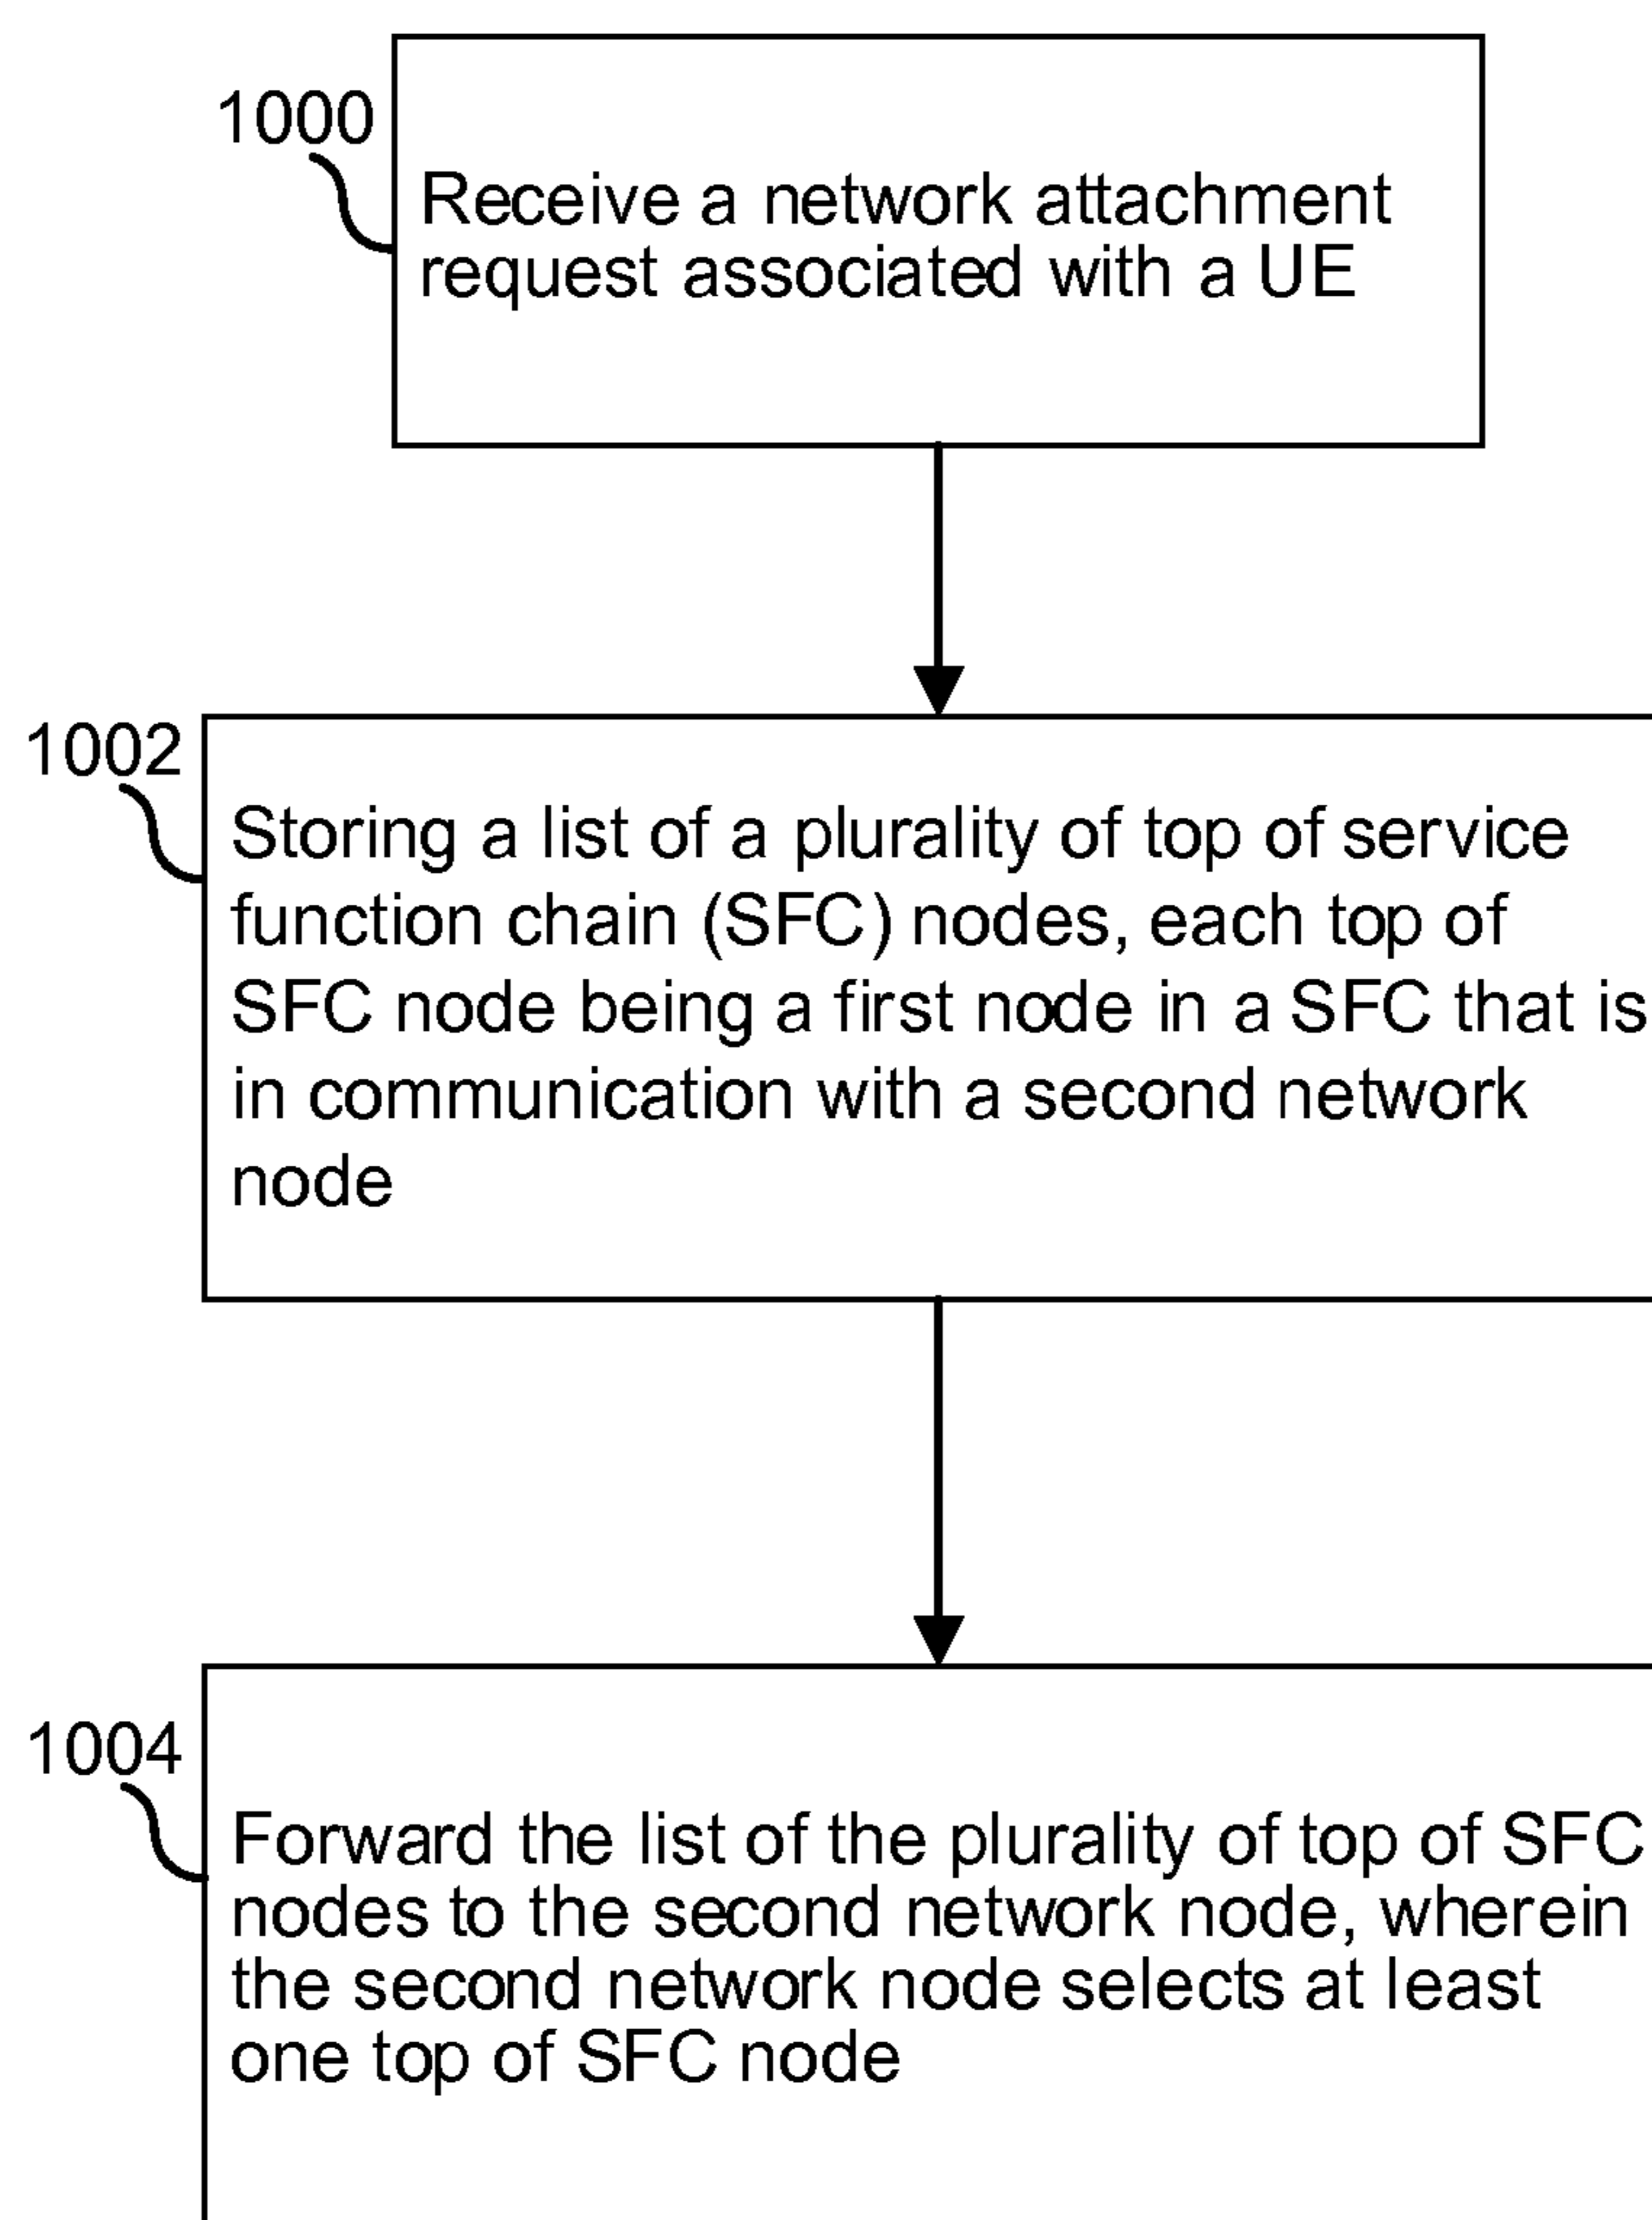 1000
Receive a network attachment
request associated with a UE
1002
Storing a list of a plurality of top of service
function chain (SFC) nodes, each top of
SFC node being a first node in a SFC that is
in communication with a second network
node
1004
Forward the list of the plurality of top of SFC
nodes to the second network node, wherein
the second network node selects at least
one top of SFC node